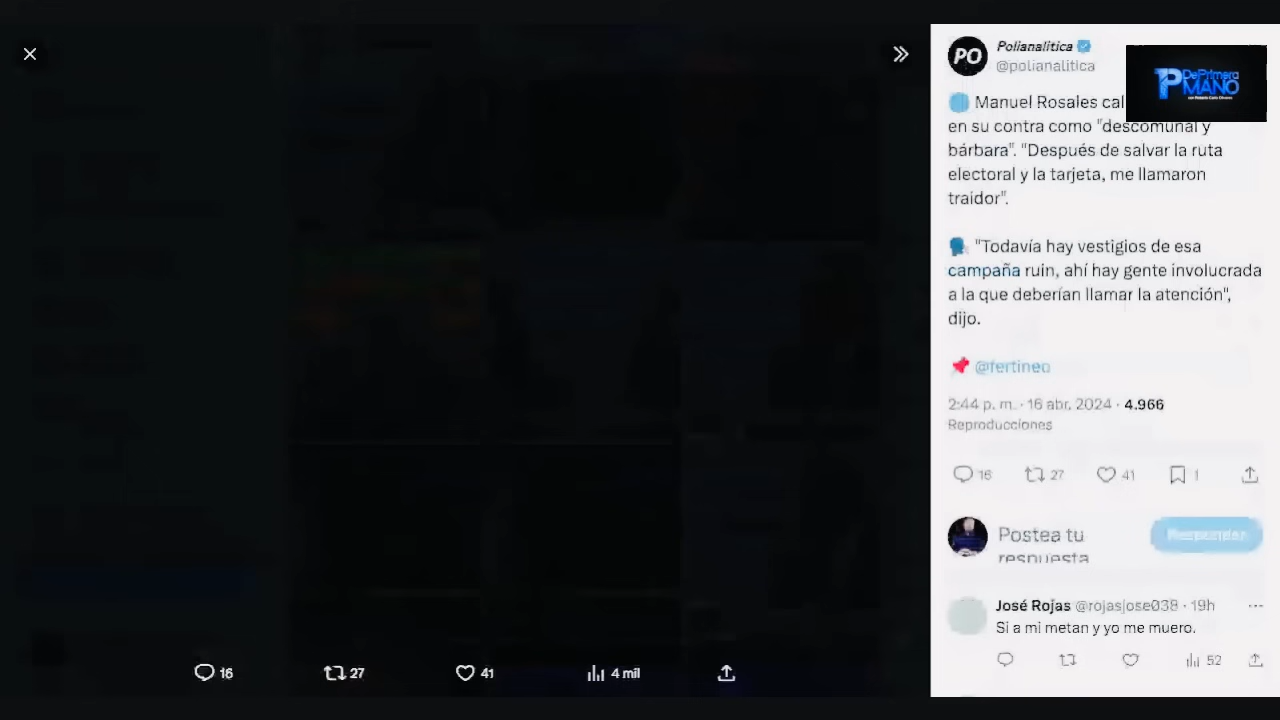 PO Polianalítica
@polianalitica
DePrimera
MANO
Manuel Rosales cal
en su contra como "descomunal y
bárbara". "Después de salvar la ruta
electoral y la tarjeta, me llamaron
traidor".
"Todavía hay vestigios de esa
campaña ruin, ahí hay gente involucrada
a la que deberían llamar la atención",
dijo.
@fertineo
2:44 p. m. · 16 abr. 2024 · 4.966
Reproducciones
16 27 41 1
Postea tu
respuesta
Responder
José Rojas @rojasjose038 · 19h ...
Si a mi metan y yo me muero.
52
16 27 41 4 mil